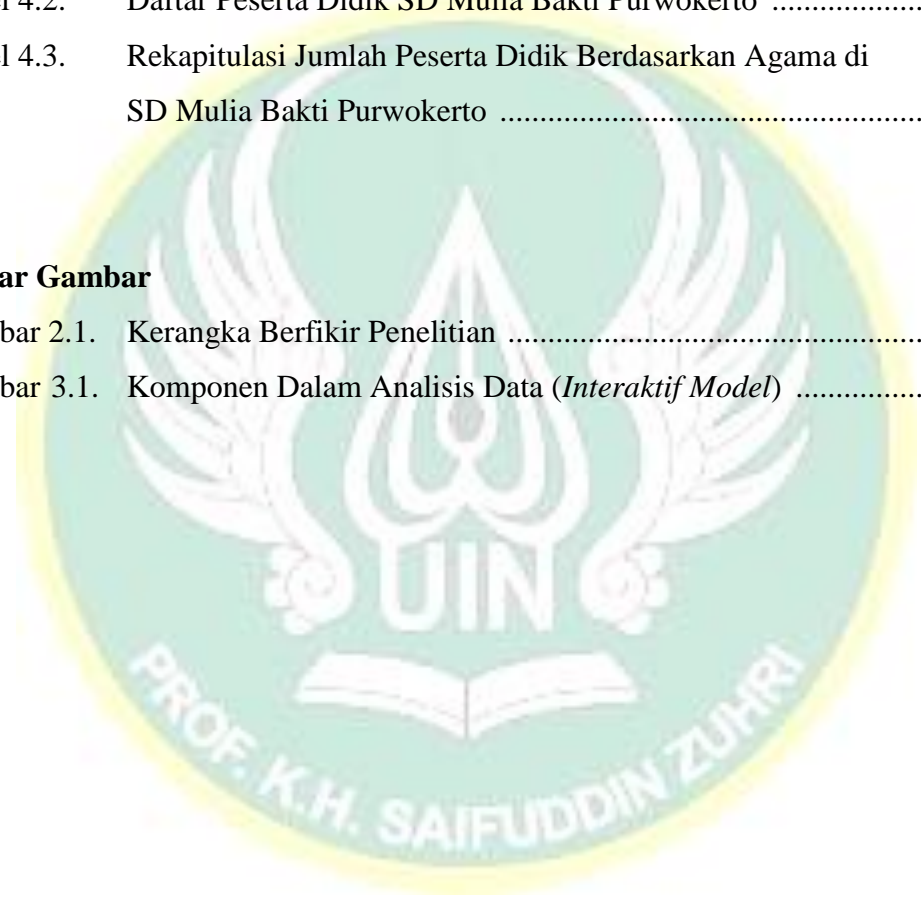 el 4.2. Daftar Peserta Didik SD Mulia Bakti Purwokerto ...................
el 4.3. Rekapitulasi Jumlah Peserta Didik Berdasarkan Agama di
SD Mulia Bakti Purwokerto .....................................................
ar Gambar
bar 2.1. Kerangka Berfikir Penelitian ....................................................
bar 3.1. Komponen Dalam Analisis Data (Interaktif Model) ................
UIN
PROF. K.H. SAIFUDDIN ZUHRI